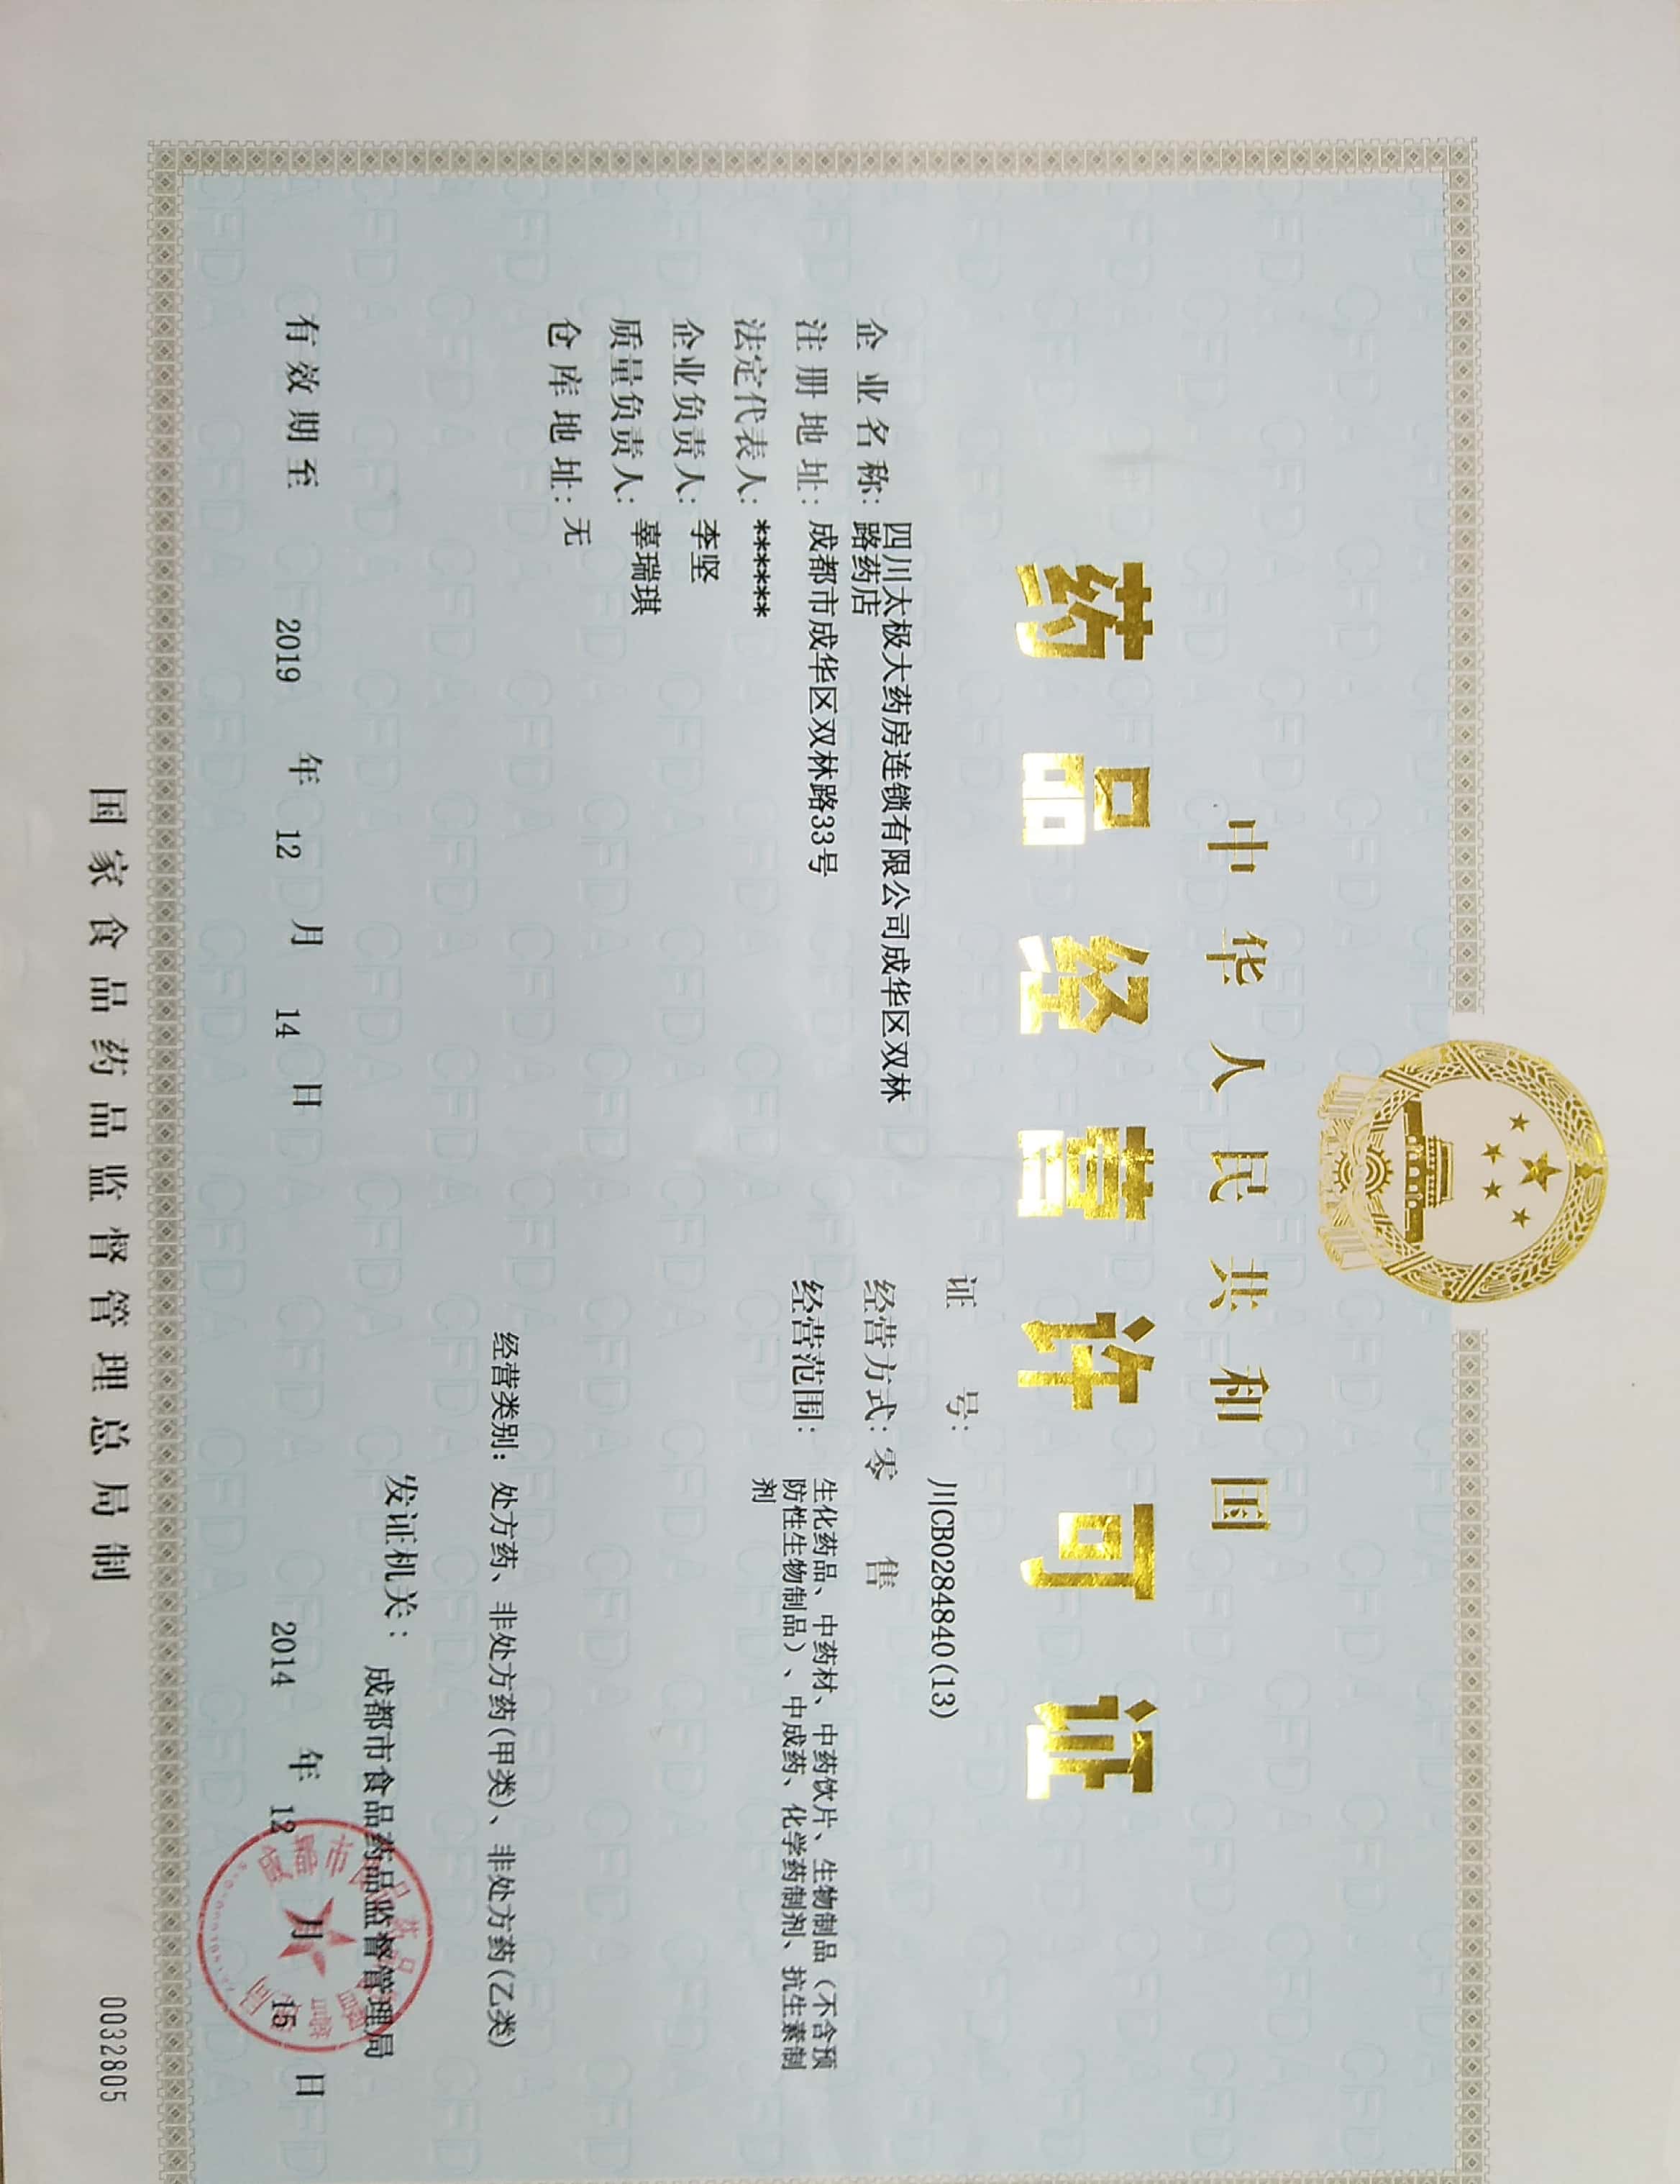 中华人民共和国
药品经营许可证
证 号: 川CB0284840(13)
企业名称: 四川太极大药房连锁有限公司成华区双林
路药店
经营方式: 零 售
注册地址: 成都市成华区双林路33号
经营范围: 生化药品、中药材、中药饮片、生物制品(不含预
防性生物制品)、中成药、化学药制剂、抗生素制
剂
法定代表人: ******
企业负责人: 李坚
质量负责人: 辜瑞琪
仓库地址: 无
经营类别: 处方药、非处方药(甲类)、非处方药(乙类)
发证机关: 成都市食品药品监督管理局
有效期至 2019 年 12 月 14 日
2014 年 12 月 15 日
国家食品药品监督管理总局制
0032805